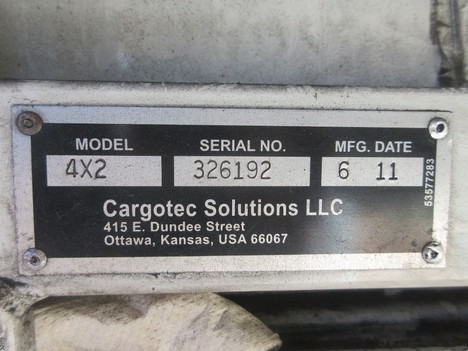 MODEL SERIAL NO. MFG. DATE
4X2 326192 6 11
Cargotec Solutions LLC
415 E. Dundee Street
Ottawa, Kansas, USA 66067
53577283